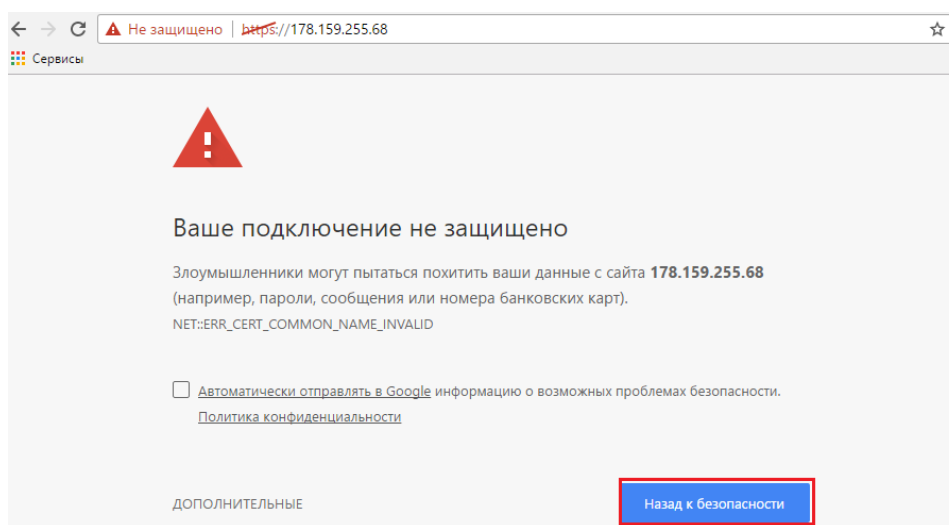 Не защищено | https://178.159.255.68
Сервисы
Ваше подключение не защищено
Злоумышленники могут пытаться похитить ваши данные с сайта 178.159.255.68
(например, пароли, сообщения или номера банковских карт).
NET::ERR_CERT_COMMON_NAME_INVALID
Автоматически отправлять в Google информацию о возможных проблемах безопасности.
Политика конфиденциальности
ДОПОЛНИТЕЛЬНЫЕ
Назад к безопасности